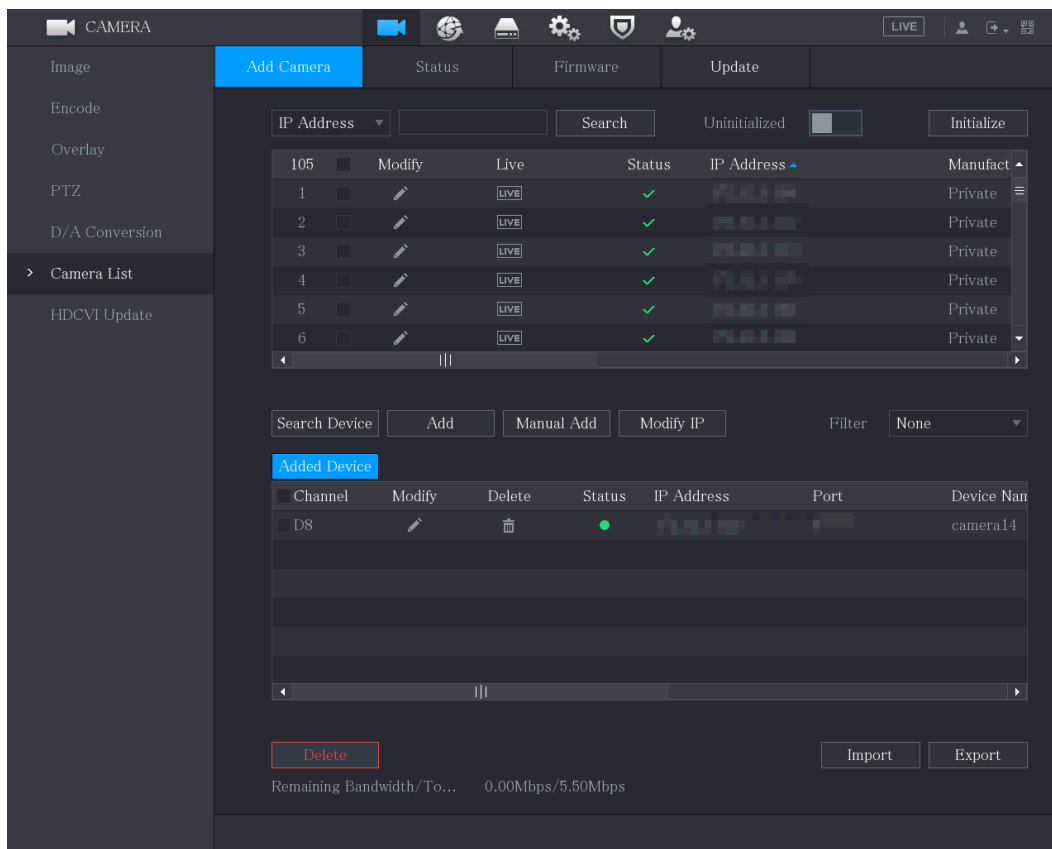 CAMERA LIVE
Image
Encode
Overlay
PTZ
D/A Conversion
Camera List
HDCVI Update
Add Camera Status Firmware Update
IP Address Search Uninitialized Initialize
105 Modify Live Status IP Address Manufact
1 LIVE Private
2 LIVE Private
3 LIVE Private
4 LIVE Private
5 LIVE Private
6 LIVE Private
Search Device Add Manual Add Modify IP Filter None
Added Device
Channel Modify Delete Status IP Address Port Device Nam
D8 camera14
Delete Import Export
Remaining Bandwidth/To... 0.00Mbps/5.50Mbps